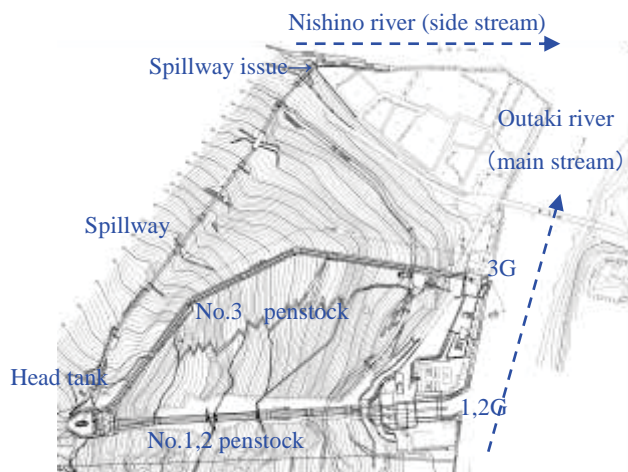 Nishino river (side stream)
Spillway issue→
Outaki river
（main stream）
Spillway
3G
No.3 penstock
Head tank
1,2G
No.1,2 penstock